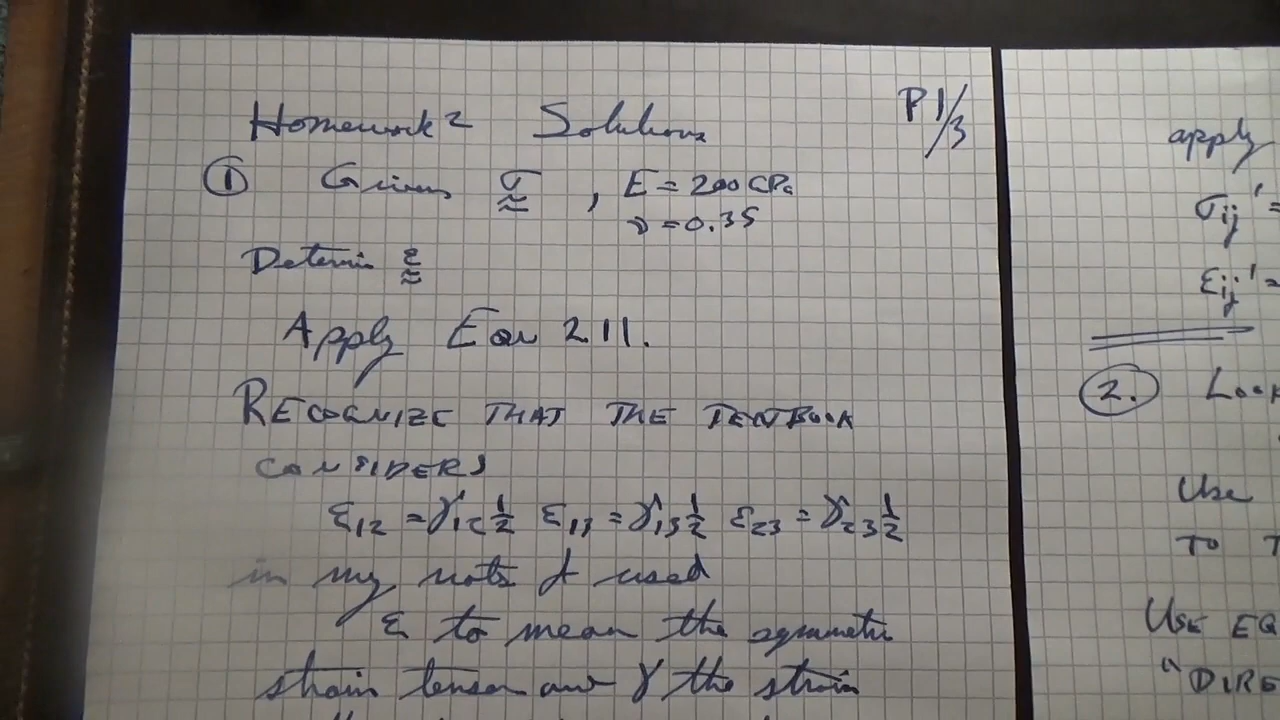 Homework 2 Solutions
P1/3
① Given σ ≈, E = 200 GPa
ν = 0.35
Determin ε ≈
Apply Eqn 2.11.
RECOGNIZE THAT THE TEXTBOOK
CONSIDERS
ε12 = γ12 1/2 ε13 = γ13 1/2 ε23 = γ23 1/2
in my nots I used
ε to mean the symmetric
strain tensor and γ the strain
apply
σij' =
εij' =
②. LOOK
Use
TO T
USE EQ
"DIRE